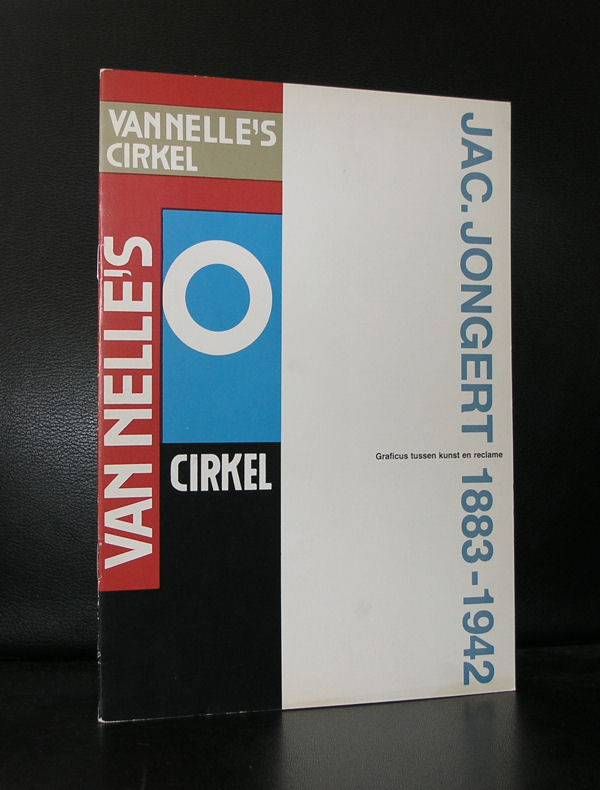 VAN NELLE'S
CIRKEL
VAN NELLE'S
CIRKEL
JAC. JONGERT 1883-1942
Graficus tussen kunst en reclame